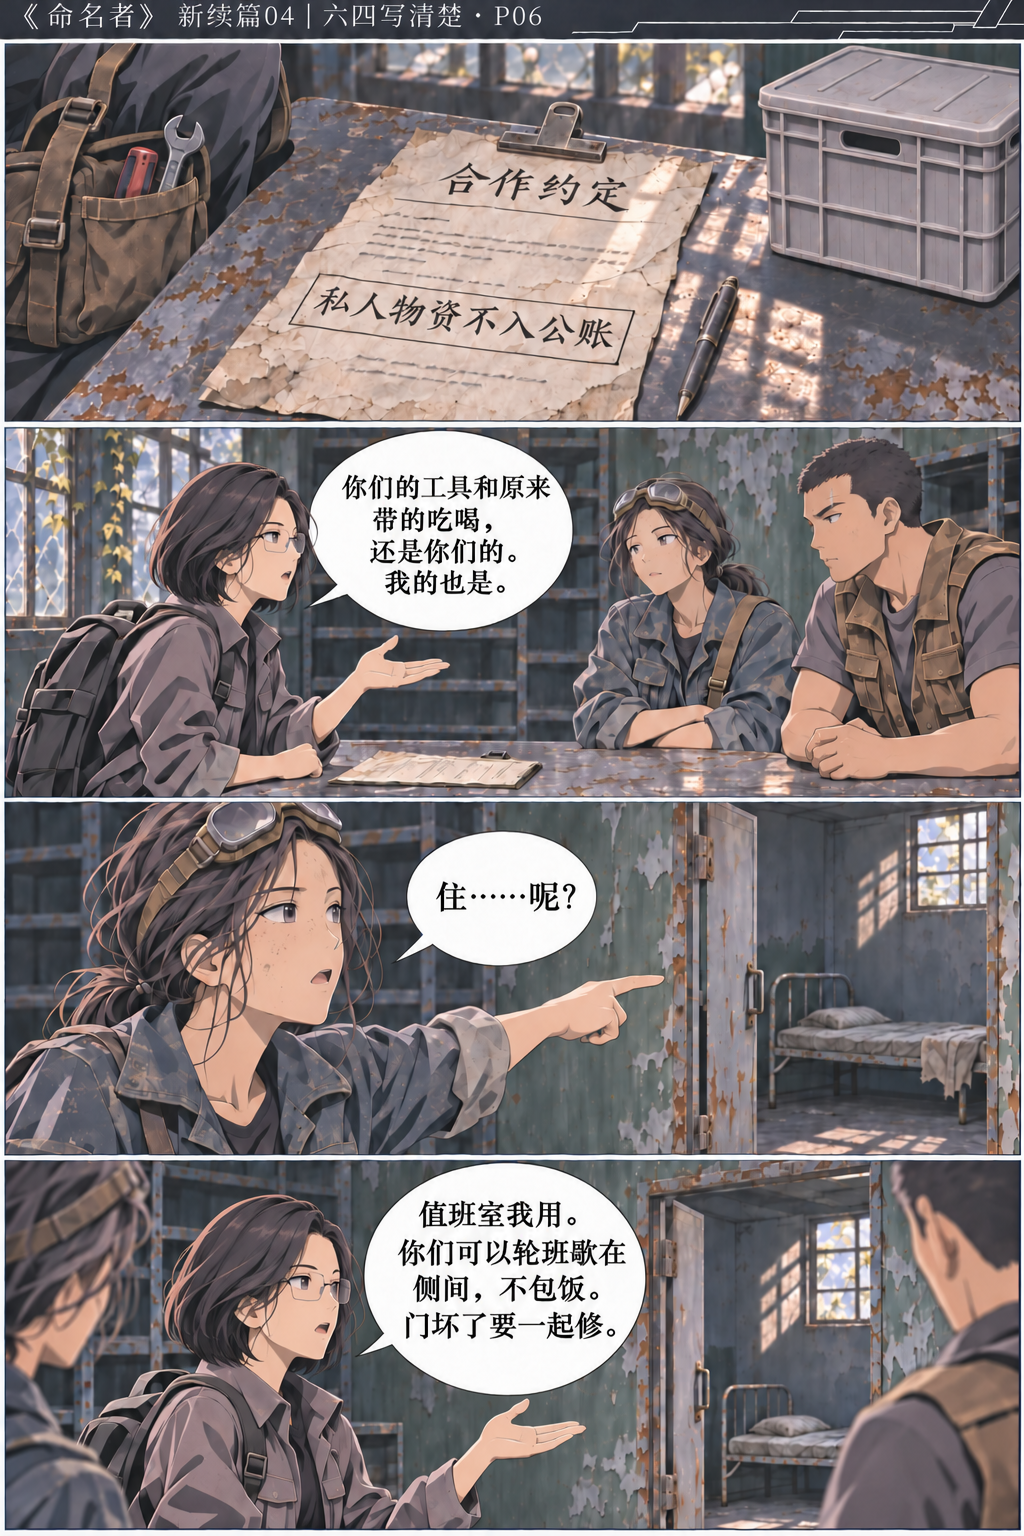 《命名者》 新续篇04 | 六四写清楚·P06
合作约定
私人物资不入公账
你们的工具和原来
带的吃喝，
还是你们的。
我的也是。
住……呢？
值班室我用。
你们可以轮班歇在
侧间，不包饭。
门坏了要一起修。